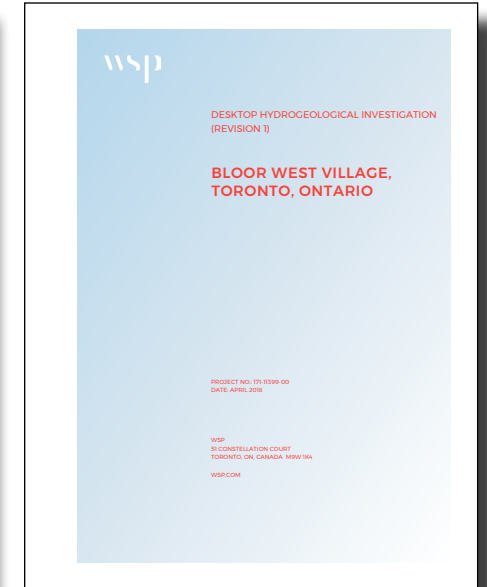 wsp
DESKTOP HYDROGEOLOGICAL INVESTIGATION
(REVISION 1)
BLOOR WEST VILLAGE,
TORONTO, ONTARIO
PROJECT NO.: 171-11399-00
DATE: APRIL 2018
WSP
51 CONSTELLATION COURT
TORONTO, ON, CANADA M9W 1K4
WSP.COM